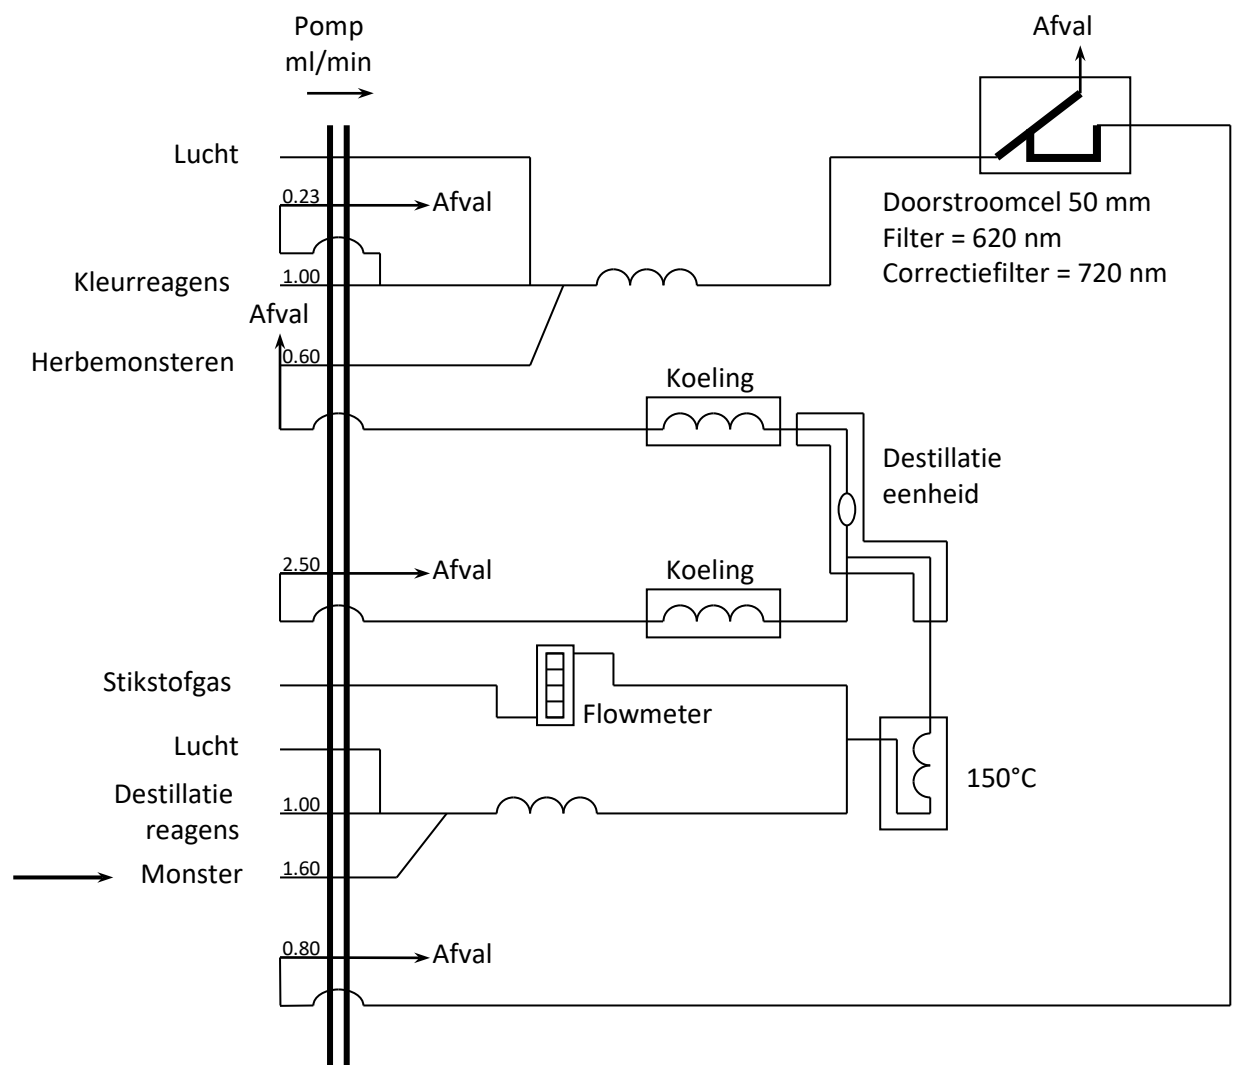 Pomp
ml/min
Afval
Lucht
0.23
Afval
Doorstroomcel 50 mm
Filter = 620 nm
Correctiefilter = 720 nm
Kleurreagens
1.00
Afval
Herbemonsteren
0.60
Koeling
Destillatie
eenheid
2.50
Afval
Koeling
Stikstofgas
Flowmeter
Lucht
150°C
Destillatie
reagens
1.00
Monster
1.60
0.80
Afval